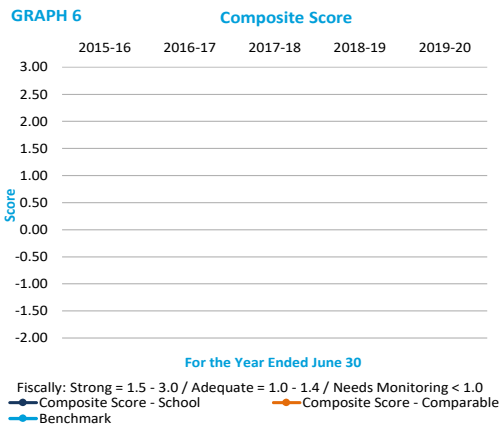 GRAPH 6
Composite Score
2015-16 2016-17 2017-18 2018-19 2019-20
3.00
2.50
2.00
1.50
1.00
0.50
0.00
-0.50
-1.00
-1.50
-2.00
Score
For the Year Ended June 30
Fiscally: Strong = 1.5 - 3.0 / Adequate = 1.0 - 1.4 / Needs Monitoring < 1.0
Composite Score - School Composite Score - Comparable
Benchmark